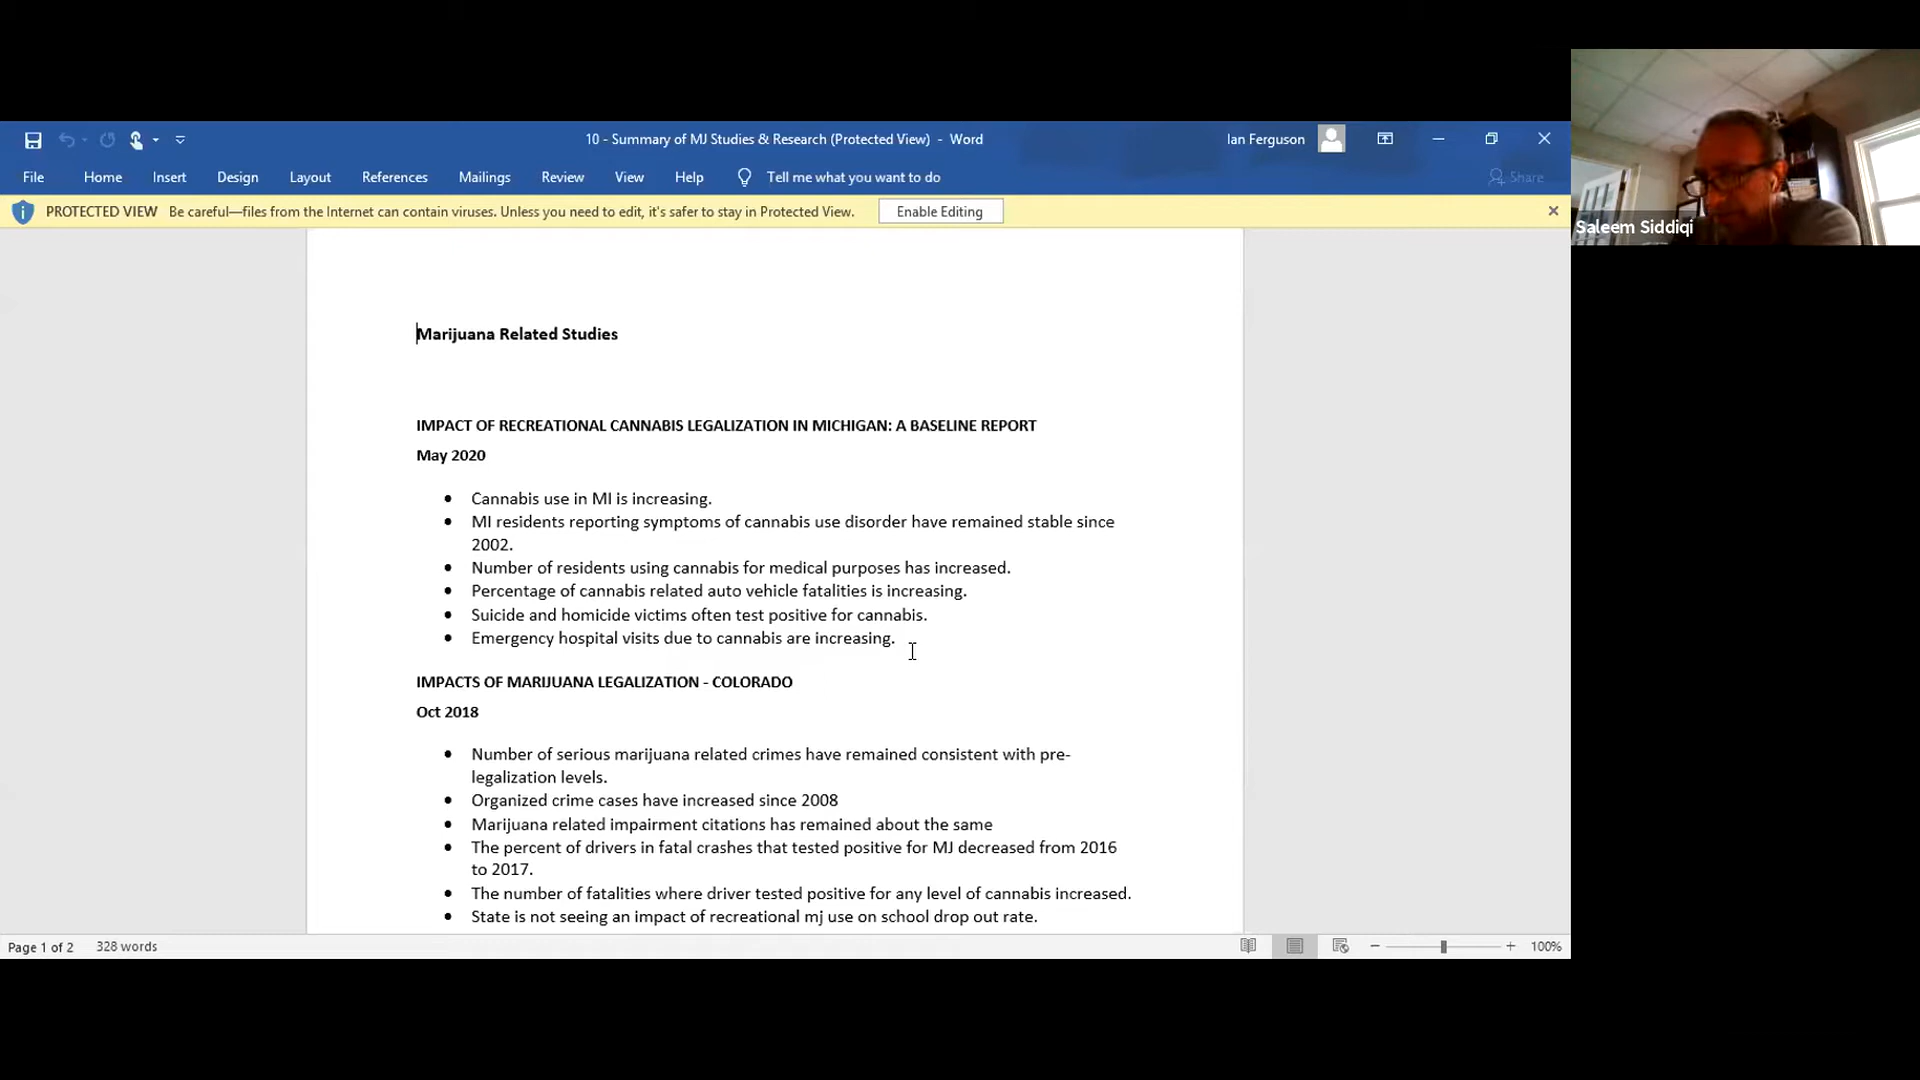 10 - Summary of MJ Studies & Research (Protected View) - Word
Ian Ferguson
File Home Insert Design Layout References Mailings Review View Help Tell me what you want to do Share
PROTECTED VIEW Be careful—files from the Internet can contain viruses. Unless you need to edit, it's safer to stay in Protected View. Enable Editing
Saleem Siddiqi
Marijuana Related Studies
IMPACT OF RECREATIONAL CANNABIS LEGALIZATION IN MICHIGAN: A BASELINE REPORT
May 2020
• Cannabis use in MI is increasing.
• MI residents reporting symptoms of cannabis use disorder have remained stable since
2002.
• Number of residents using cannabis for medical purposes has increased.
• Percentage of cannabis related auto vehicle fatalities is increasing.
• Suicide and homicide victims often test positive for cannabis.
• Emergency hospital visits due to cannabis are increasing.
IMPACTS OF MARIJUANA LEGALIZATION - COLORADO
Oct 2018
• Number of serious marijuana related crimes have remained consistent with pre-
legalization levels.
• Organized crime cases have increased since 2008
• Marijuana related impairment citations has remained about the same
• The percent of drivers in fatal crashes that tested positive for MJ decreased from 2016
to 2017.
• The number of fatalities where driver tested positive for any level of cannabis increased.
• State is not seeing an impact of recreational mj use on school drop out rate.
Page 1 of 2 328 words 100%